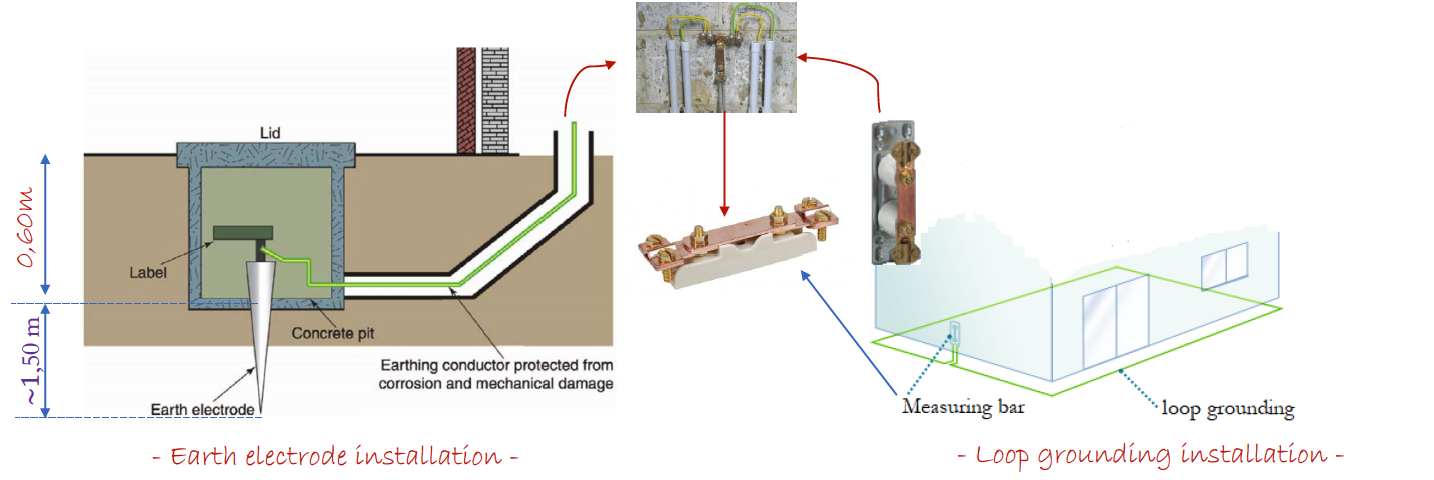 Lid
0,60m
Label
Concrete pit
~1,50 m
Earthing conductor protected from
corrosion and mechanical damage
Earth electrode
Measuring bar
loop grounding
- Earth electrode installation -
- Loop grounding installation -